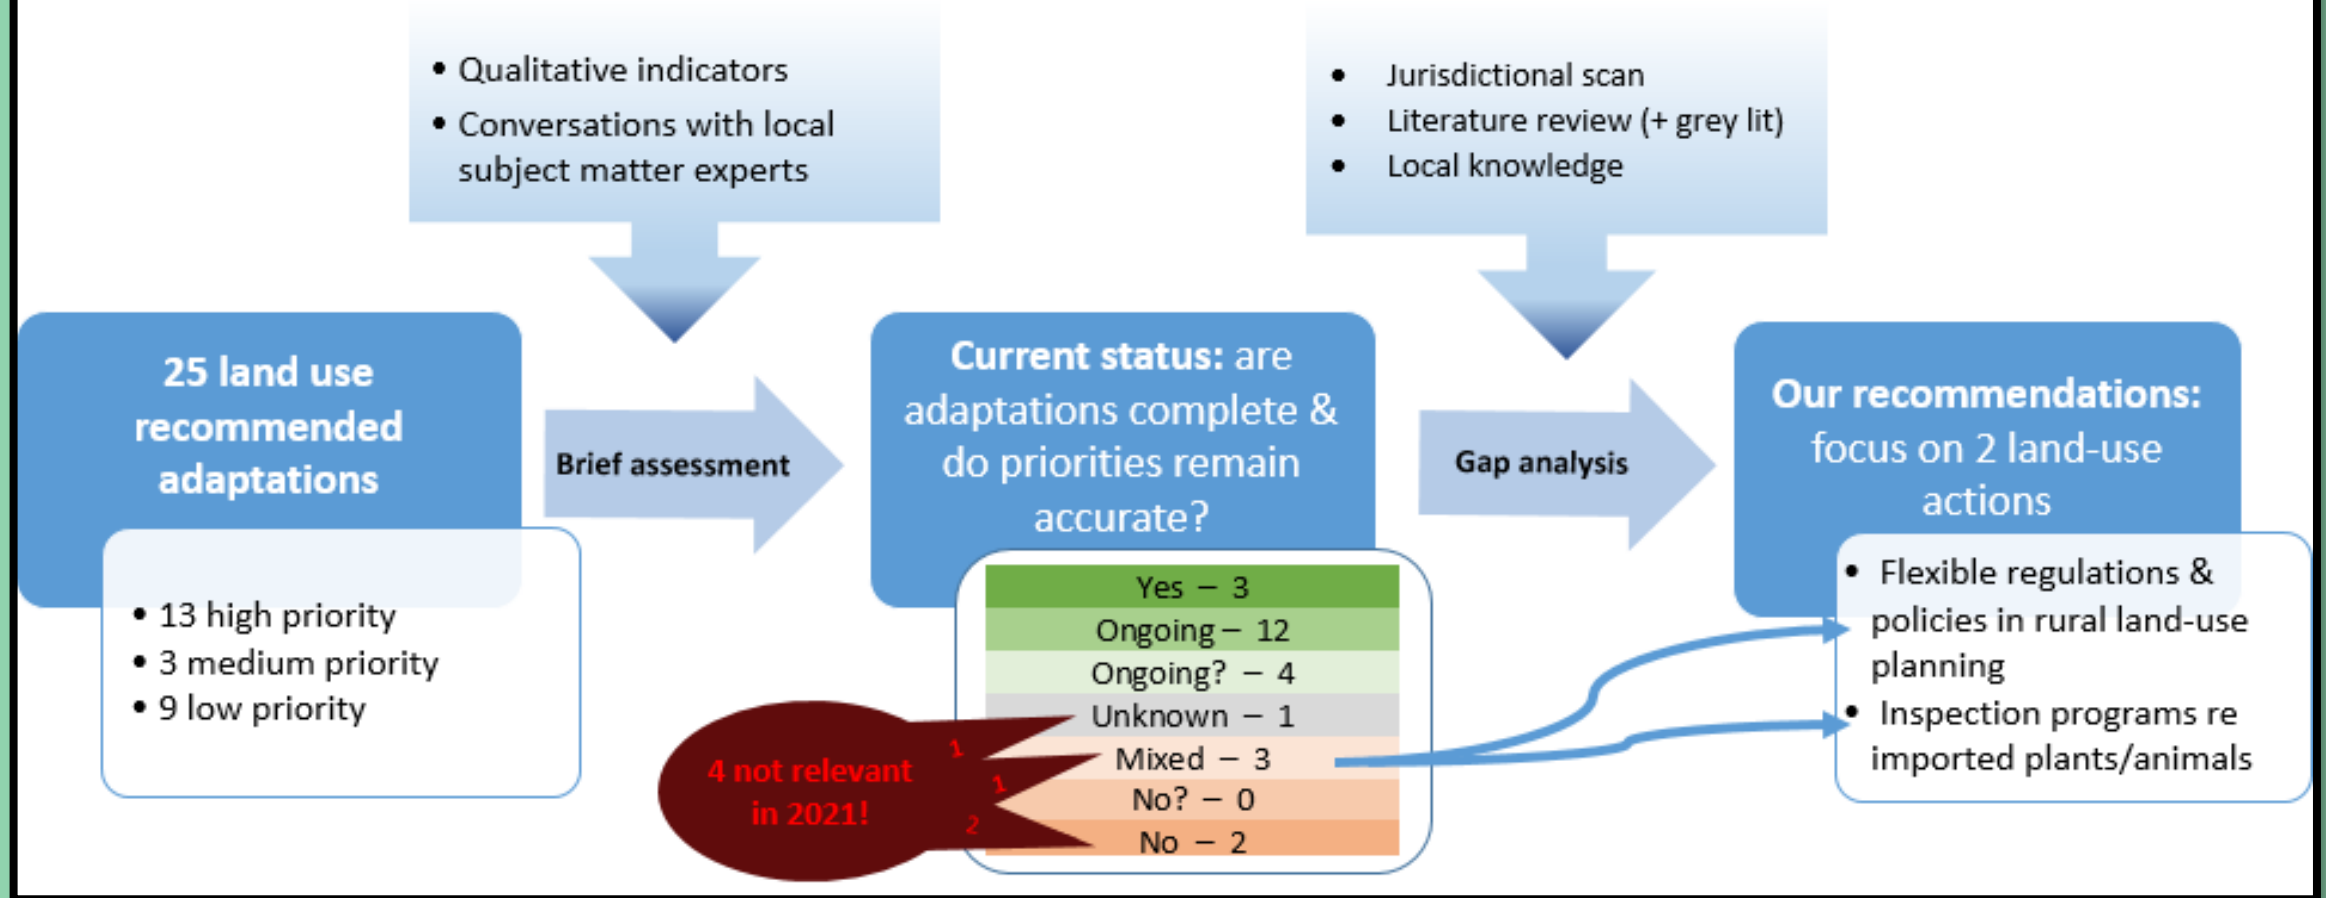 • Qualitative indicators
• Conversations with local
subject matter experts
• Jurisdictional scan
• Literature review (+ grey lit)
• Local knowledge
25 land use
recommended
adaptations
• 13 high priority
• 3 medium priority
• 9 low priority
Brief assessment
Current status: are
adaptations complete &
do priorities remain
accurate?
Yes – 3
Ongoing – 12
Ongoing? – 4
Unknown – 1
Mixed – 3
No? – 0
No – 2
4 not relevant
in 2021!
1
1
2
Gap analysis
Our recommendations:
focus on 2 land-use
actions
• Flexible regulations &
policies in rural land-use
planning
• Inspection programs re
imported plants/animals